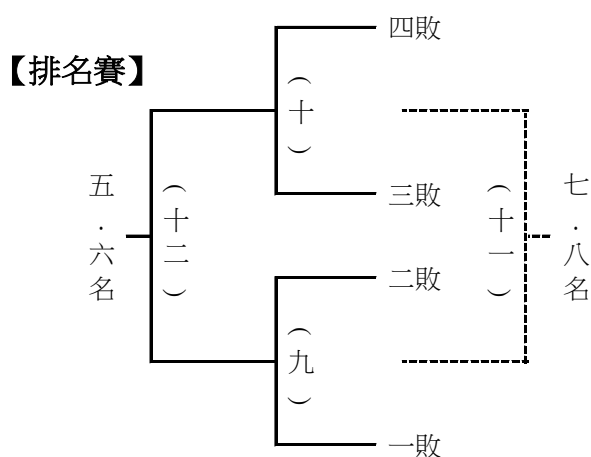 【排名賽】
四敗
（十）
三敗
五．六名
（十二）
（十一）
七．八名
二敗
（九）
一敗